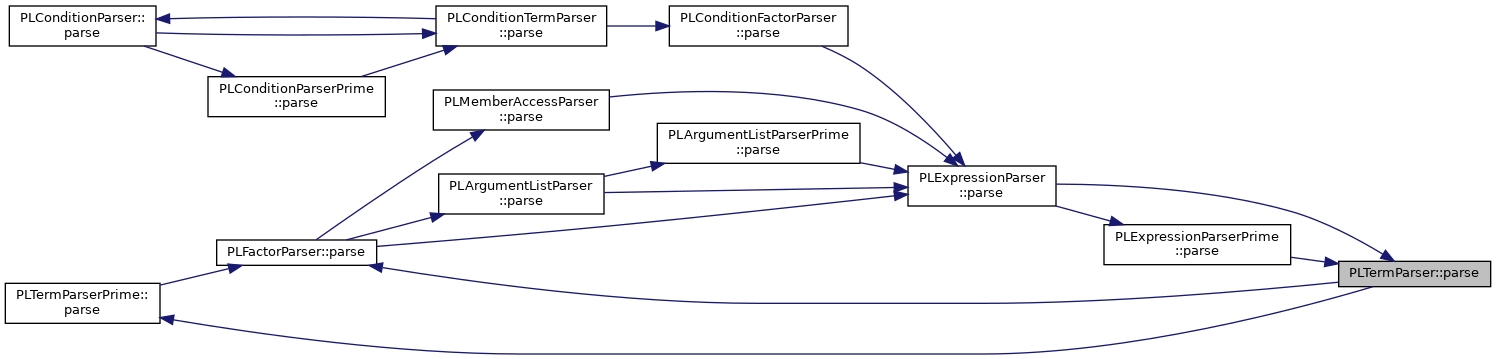 PLConditionParser::
parse
PLConditionTermParser
::parse
PLConditionFactorParser
::parse
PLConditionParserPrime
::parse
PLMemberAccessParser
::parse
PLArgumentListParserPrime
::parse
PLArgumentListParser
::parse
PLExpressionParser
::parse
PLExpressionParserPrime
::parse
PLFactorParser::parse
PLTermParser::parse
PLTermParserPrime::
parse